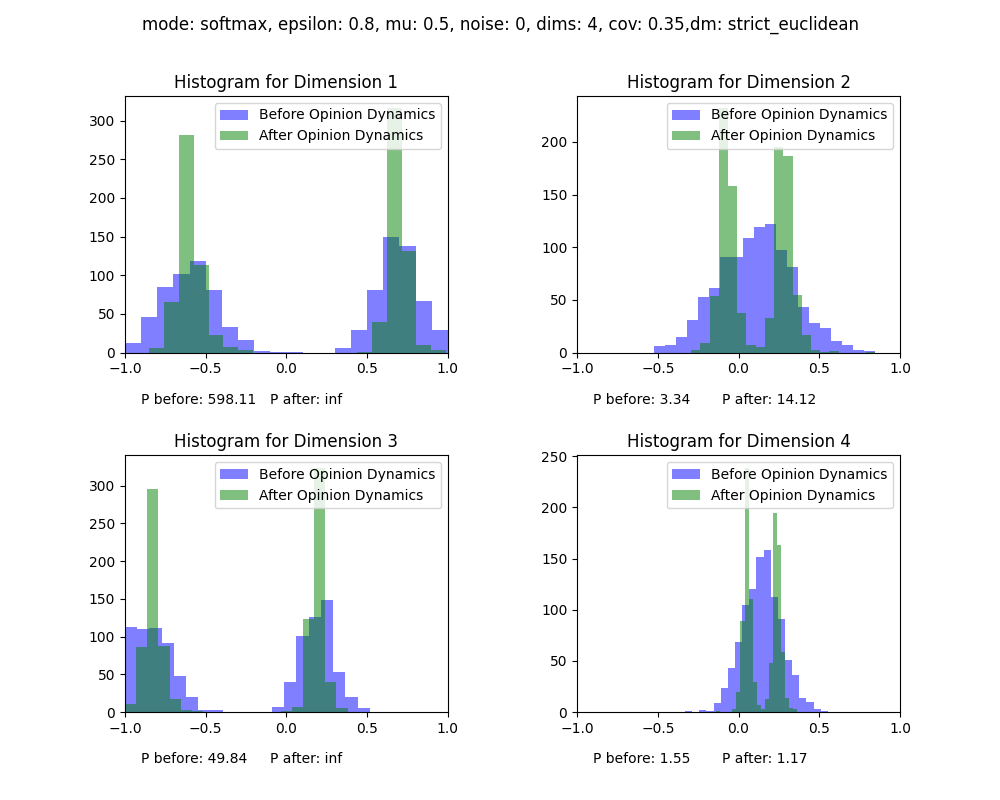 mode: softmax, epsilon: 0.8, mu: 0.5, noise: 0, dims: 4, cov: 0.35,dm: strict_euclidean
Histogram for Dimension 1
Before Opinion Dynamics
After Opinion Dynamics
300
250
200
150
100
50
0
−1.0 −0.5 0.0 0.5 1.0
P before: 598.11 P after: inf
Histogram for Dimension 2
Before Opinion Dynamics
After Opinion Dynamics
200
150
100
50
0
−1.0 −0.5 0.0 0.5 1.0
P before: 3.34 P after: 14.12
Histogram for Dimension 3
Before Opinion Dynamics
After Opinion Dynamics
300
250
200
150
100
50
0
−1.0 −0.5 0.0 0.5 1.0
P before: 49.84 P after: inf
Histogram for Dimension 4
Before Opinion Dynamics
After Opinion Dynamics
250
200
150
100
50
0
−1.0 −0.5 0.0 0.5 1.0
P before: 1.55 P after: 1.17